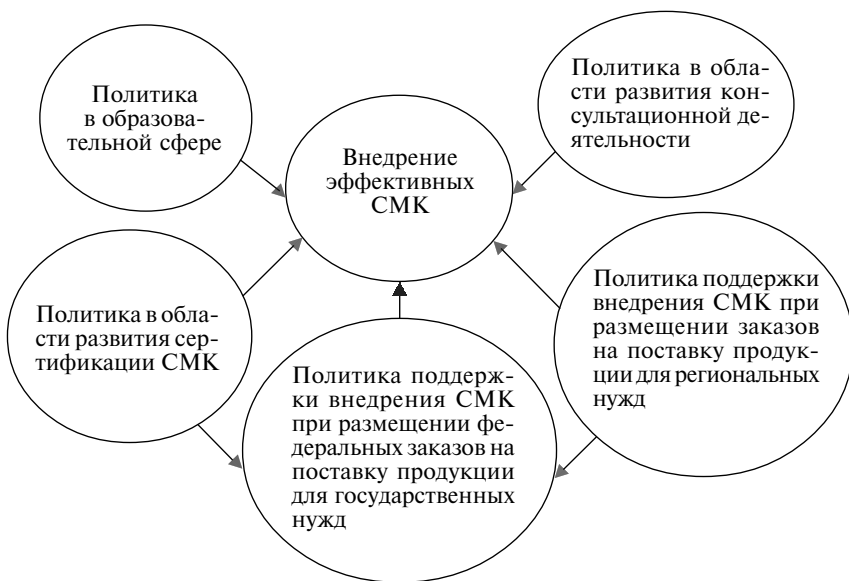 Политика
в образова-
тельной сфере
Внедрение
эффективных
СМК
Политика в обла-
сти развития кон-
сультационной де-
ятельности
Политика в обла-
сти развития сер-
тификации СМК
Политика поддерж-
ки внедрения СМК
при размещении фе-
деральных заказов на
поставку продукции
для государственных
нужд
Политика поддержки
внедрения СМК при
размещении заказов
на поставку продук-
ции для региональных
нужд